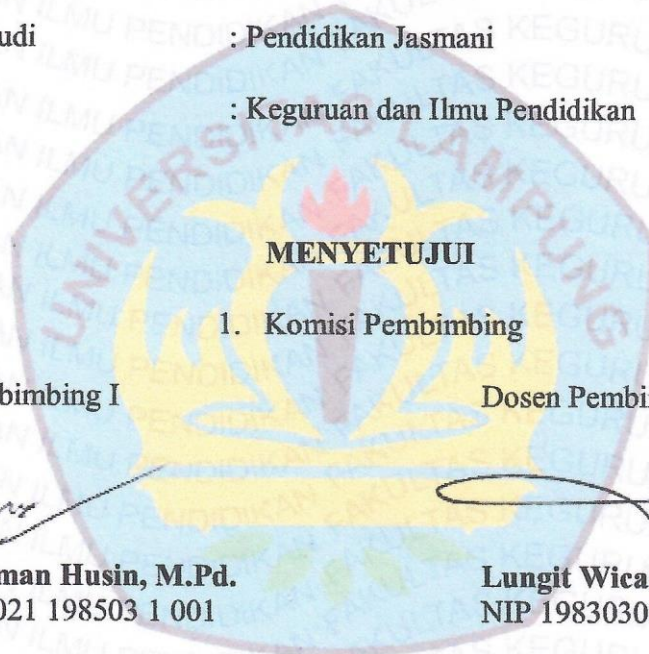 udi : Pendidikan Jasmani
: Keguruan dan Ilmu Pendidikan
UNIVERSITAS LAMPUNG
MENYETUJUI
1. Komisi Pembimbing
bimbing I Dosen Pembi
man Husin, M.Pd. Lungit Wica
021 198503 1 001 NIP 1983030